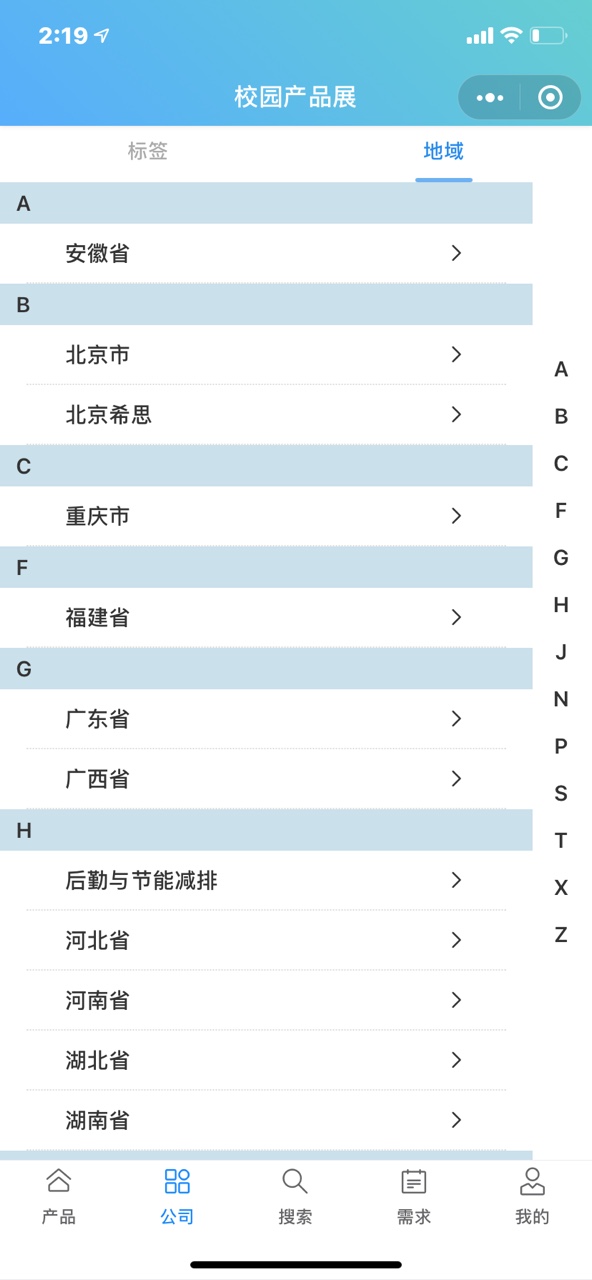 2:19
校园产品展
标签
地域
A
安徽省
B
北京市
北京希思
C
重庆市
F
福建省
G
广东省
广西省
H
后勤与节能减排
河北省
河南省
湖北省
湖南省
A
B
C
F
G
H
J
N
P
S
T
X
Z
产品
公司
搜索
需求
我的